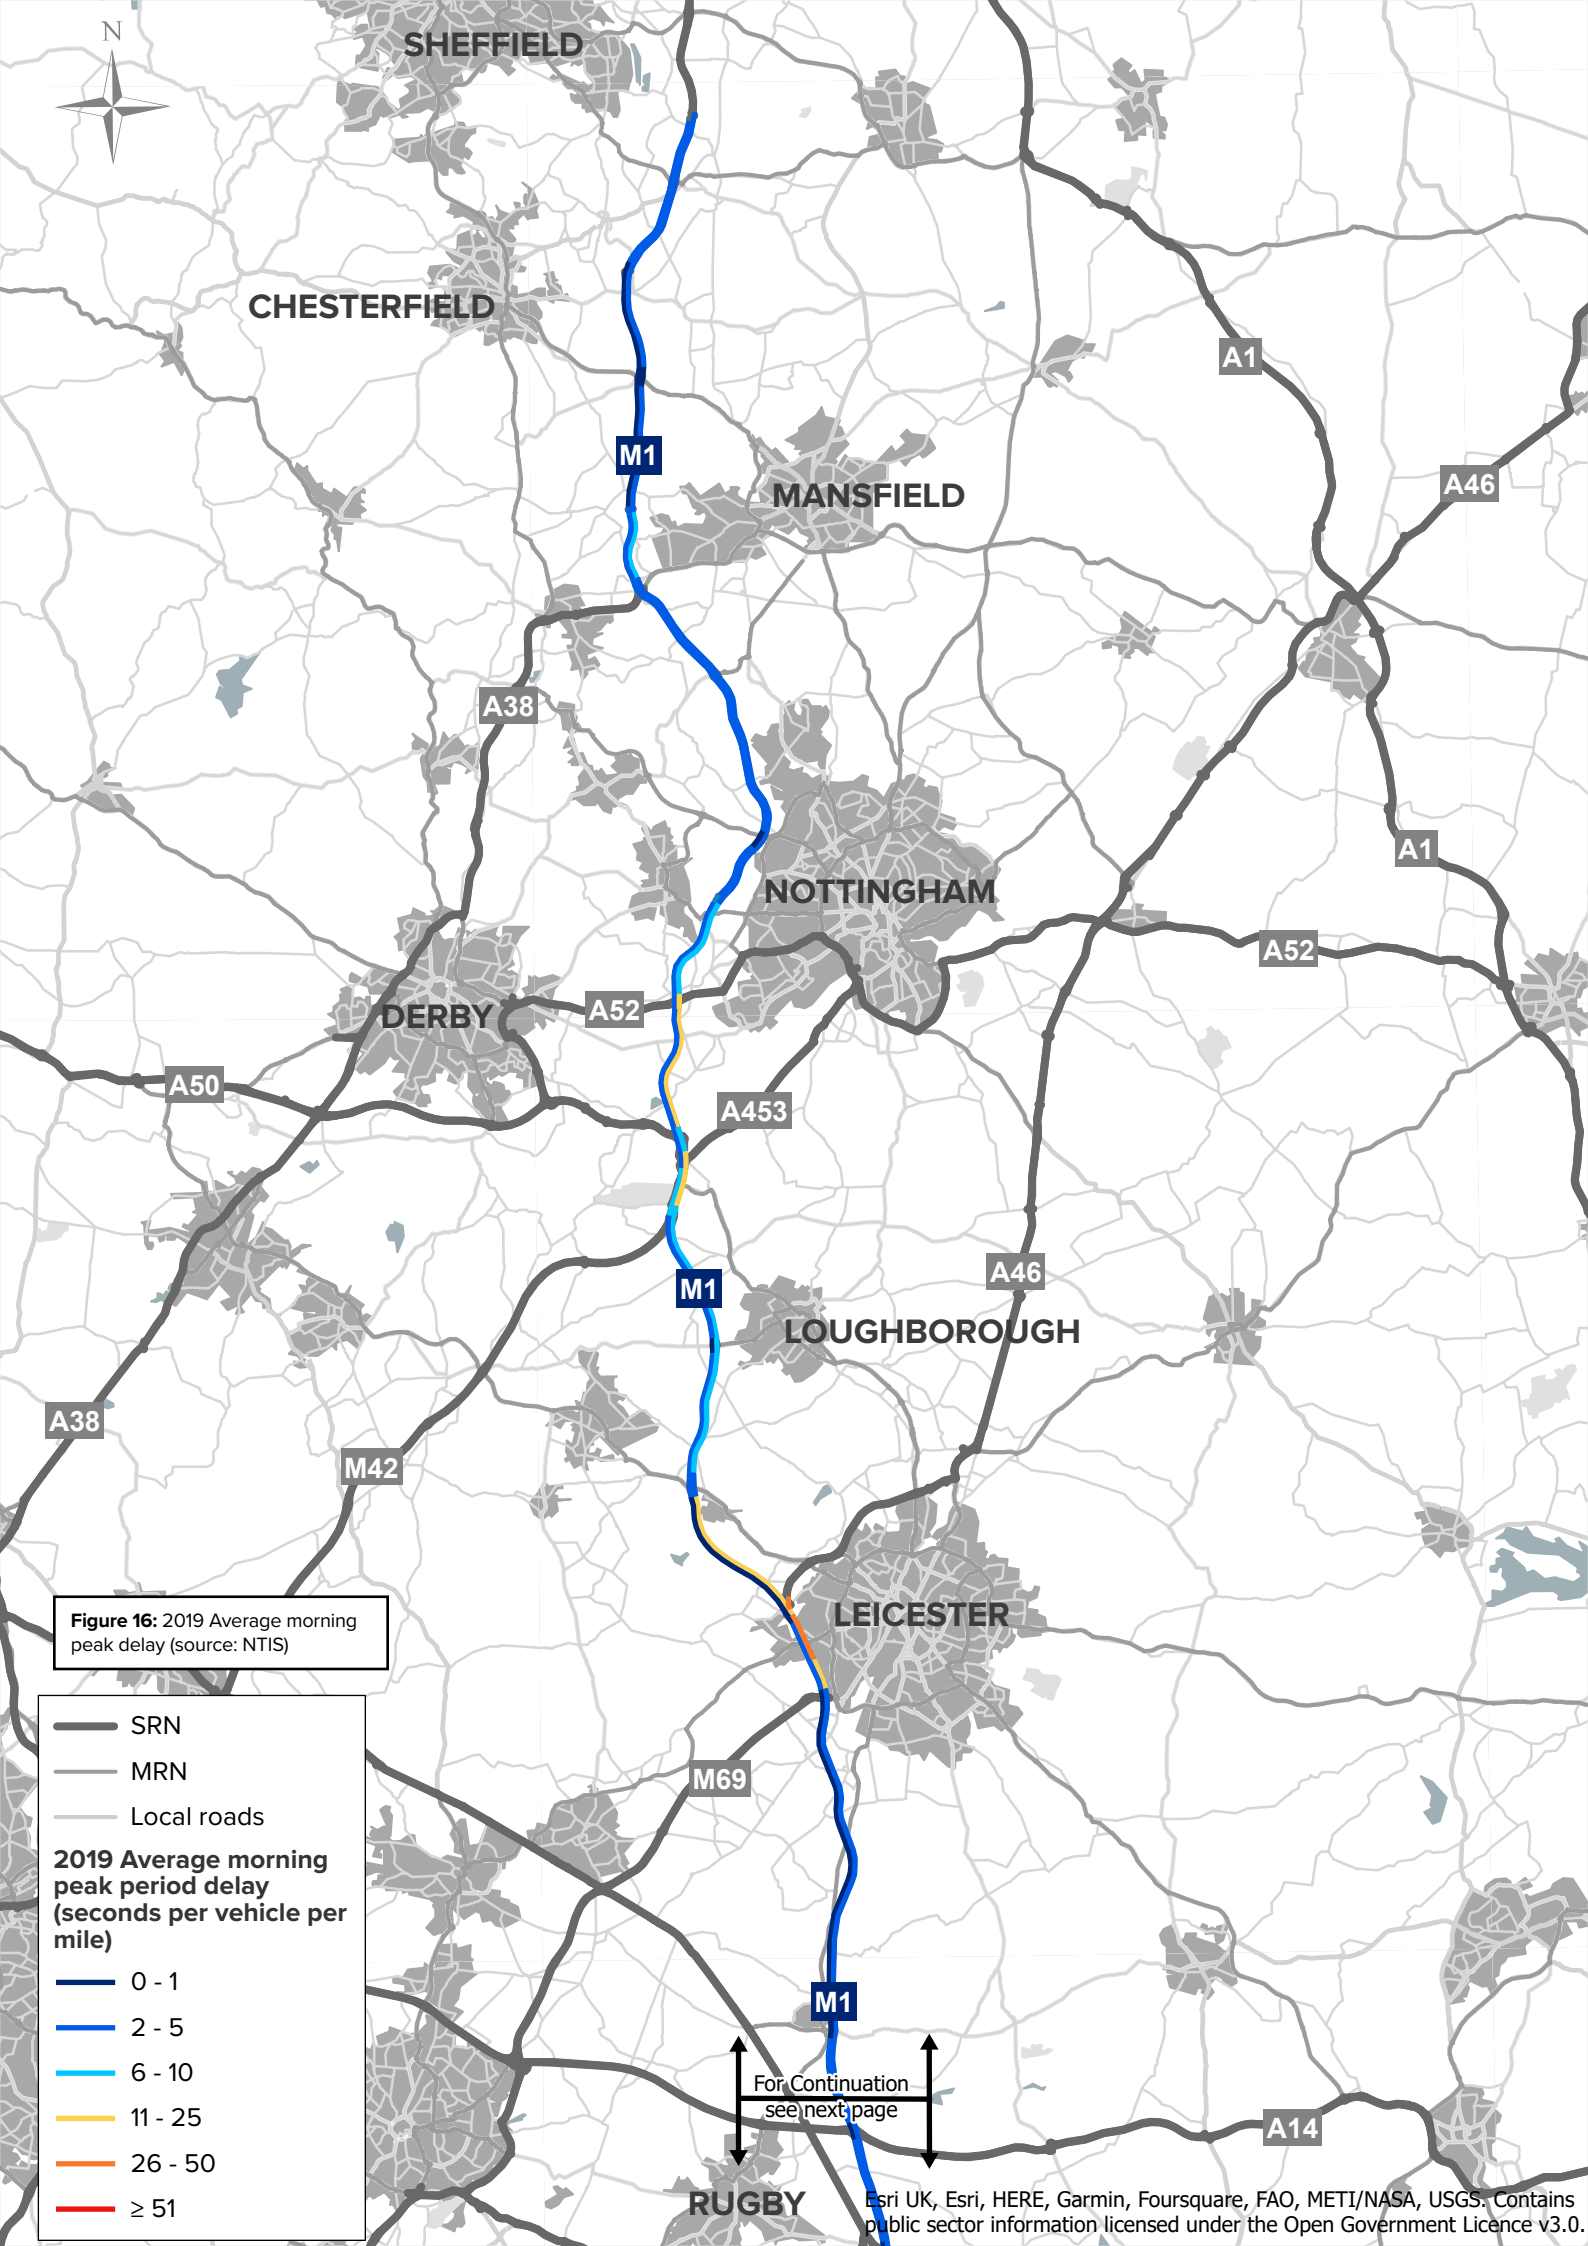 N
SHEFFIELD
CHESTERFIELD
A1
M1
MANSFIELD
A46
A38
A1
NOTTINGHAM
A52
A52
DERBY
A50
A453
A46
M1
LOUGHBOROUGH
A38
M42
LEICESTER
Figure 16: 2019 Average morning
peak delay (source: NTIS)
M69
SRN
MRN
Local roads
2019 Average morning
peak period delay
(seconds per vehicle per
mile)
0 - 1
2 - 5
6 - 10
11 - 25
26 - 50
≥ 51
M1
For Continuation
see next page
A14
RUGBY
Esri UK, Esri, HERE, Garmin, Foursquare, FAO, METI/NASA, USGS. Contains
public sector information licensed under the Open Government Licence v3.0.